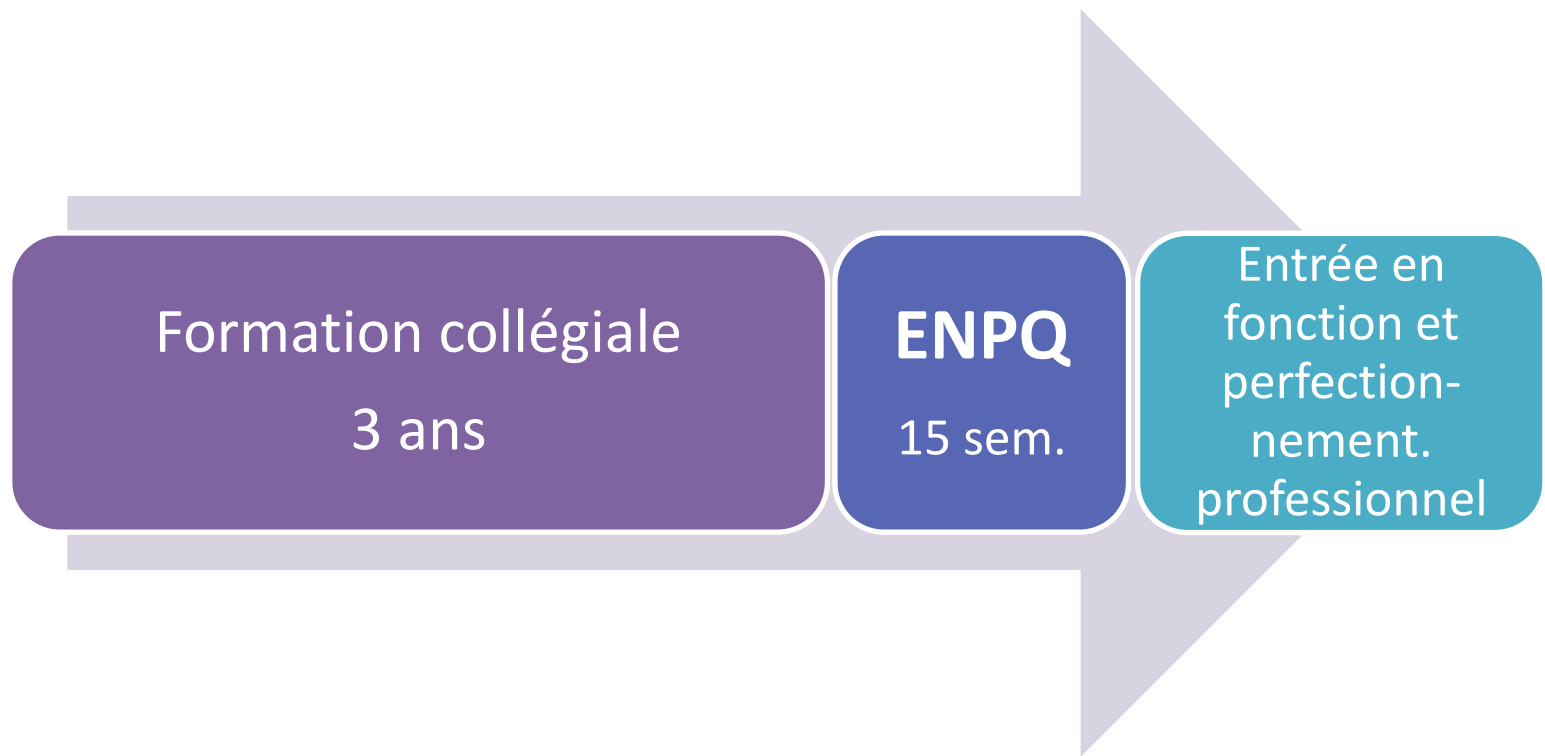 Formation collégiale
3 ans
ENPQ
15 sem.
Entrée en
fonction et
perfection-
nement.
professionnel